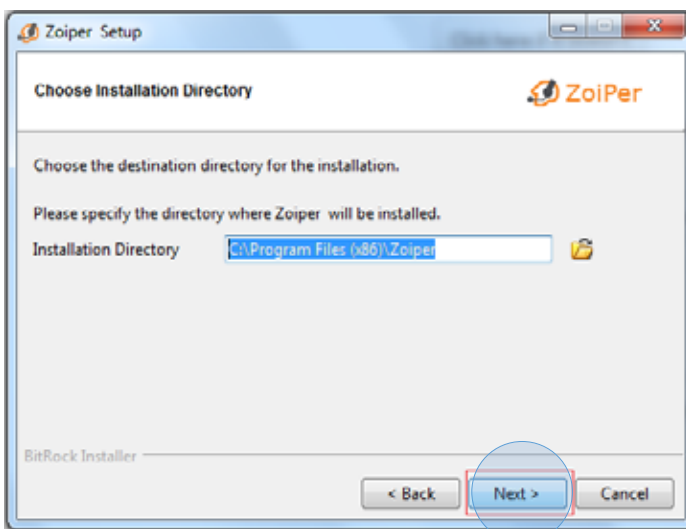 Zoiper Setup
Choose Installation Directory
ZoiPer
Choose the destination directory for the installation.
Please specify the directory where Zoiper will be installed.
Installation Directory C:\Program Files (x86)\Zoiper
BitRock Installer
< Back Next > Cancel